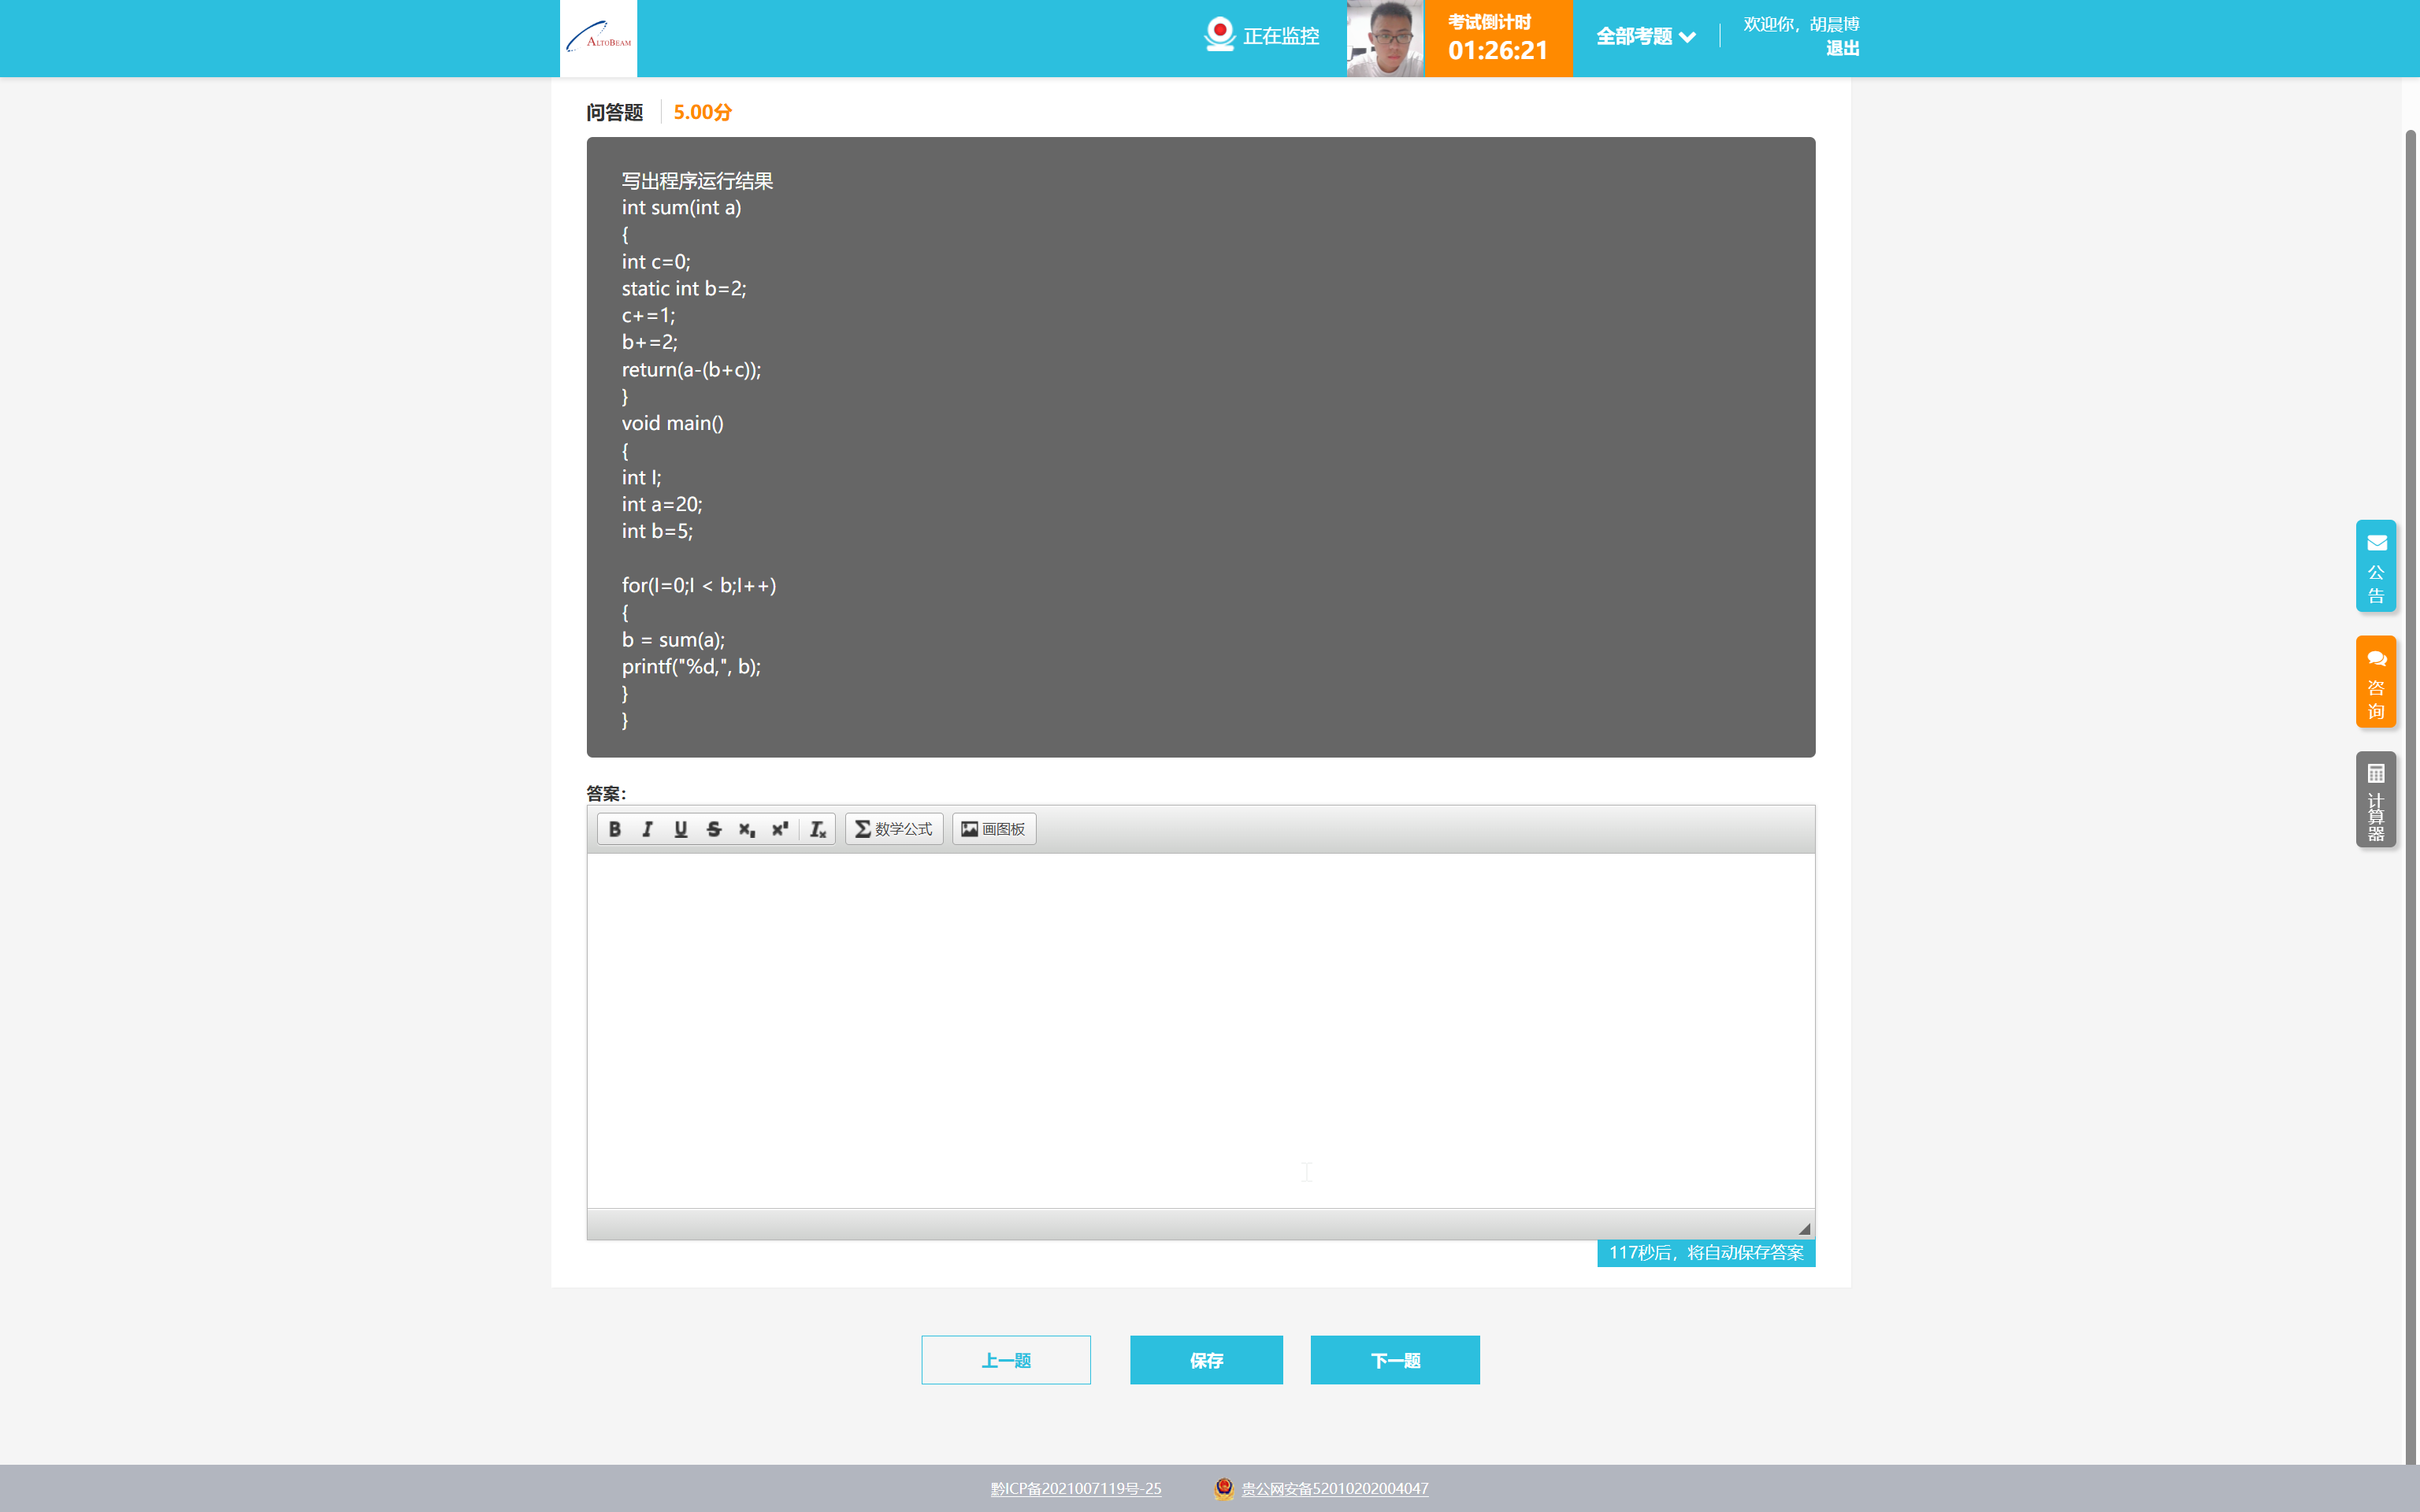 ALTOBEAM
正在监控
考试倒计时
01:26:21
全部考题
欢迎你，胡晨博
退出
问答题
5.00分
写出程序运行结果
int sum(int a)
{
int c=0;
static int b=2;
c+=1;
b+=2;
return(a-(b+c));
}
void main()
{
int I;
int a=20;
int b=5;
for(I=0;I < b;I++)
{
b = sum(a);
printf("%d,", b);
}
}
公告
咨询
计算器
答案：
B I U S x₂ x² Iₓ Σ 数学公式 画图板
117秒后，将自动保存答案
上一题
保存
下一题
黔ICP备2021007119号-25
贵公网安备52010202004047